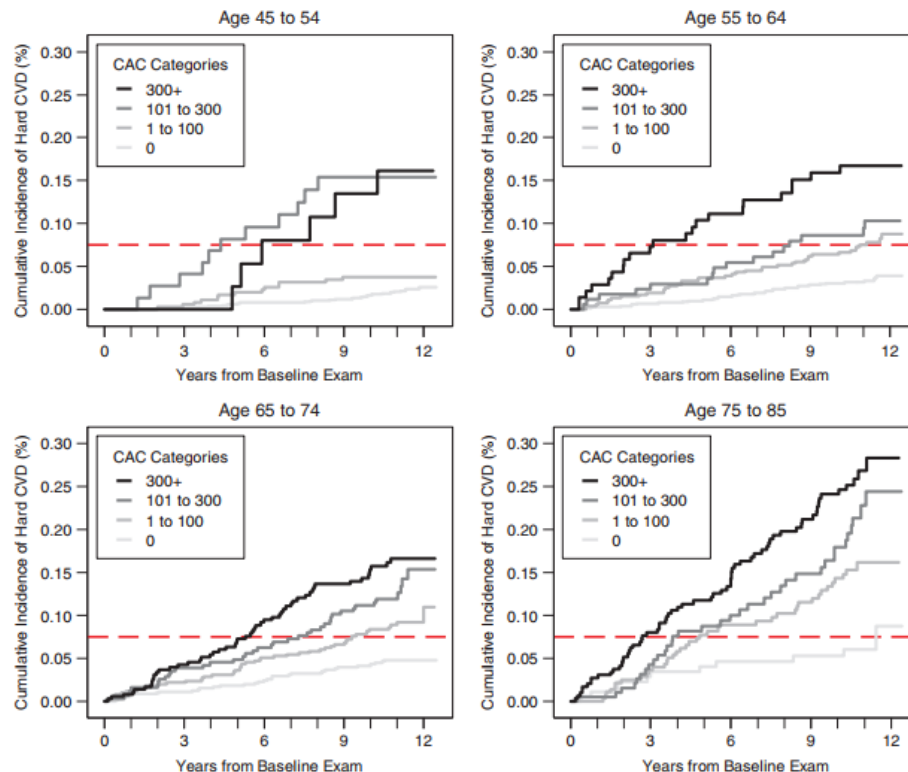 Age 45 to 54
Cumulative Incidence of Hard CVD (%)
0.30
0.25
0.20
0.15
0.10
0.05
0.00
CAC Categories
300+
101 to 300
1 to 100
0
0 3 6 9 12
Years from Baseline Exam
Age 55 to 64
Cumulative Incidence of Hard CVD (%)
0.30
0.25
0.20
0.15
0.10
0.05
0.00
CAC Categories
300+
101 to 300
1 to 100
0
0 3 6 9 12
Years from Baseline Exam
Age 65 to 74
Cumulative Incidence of Hard CVD (%)
0.30
0.25
0.20
0.15
0.10
0.05
0.00
CAC Categories
300+
101 to 300
1 to 100
0
0 3 6 9 12
Years from Baseline Exam
Age 75 to 85
Cumulative Incidence of Hard CVD (%)
0.30
0.25
0.20
0.15
0.10
0.05
0.00
CAC Categories
300+
101 to 300
1 to 100
0
0 3 6 9 12
Years from Baseline Exam